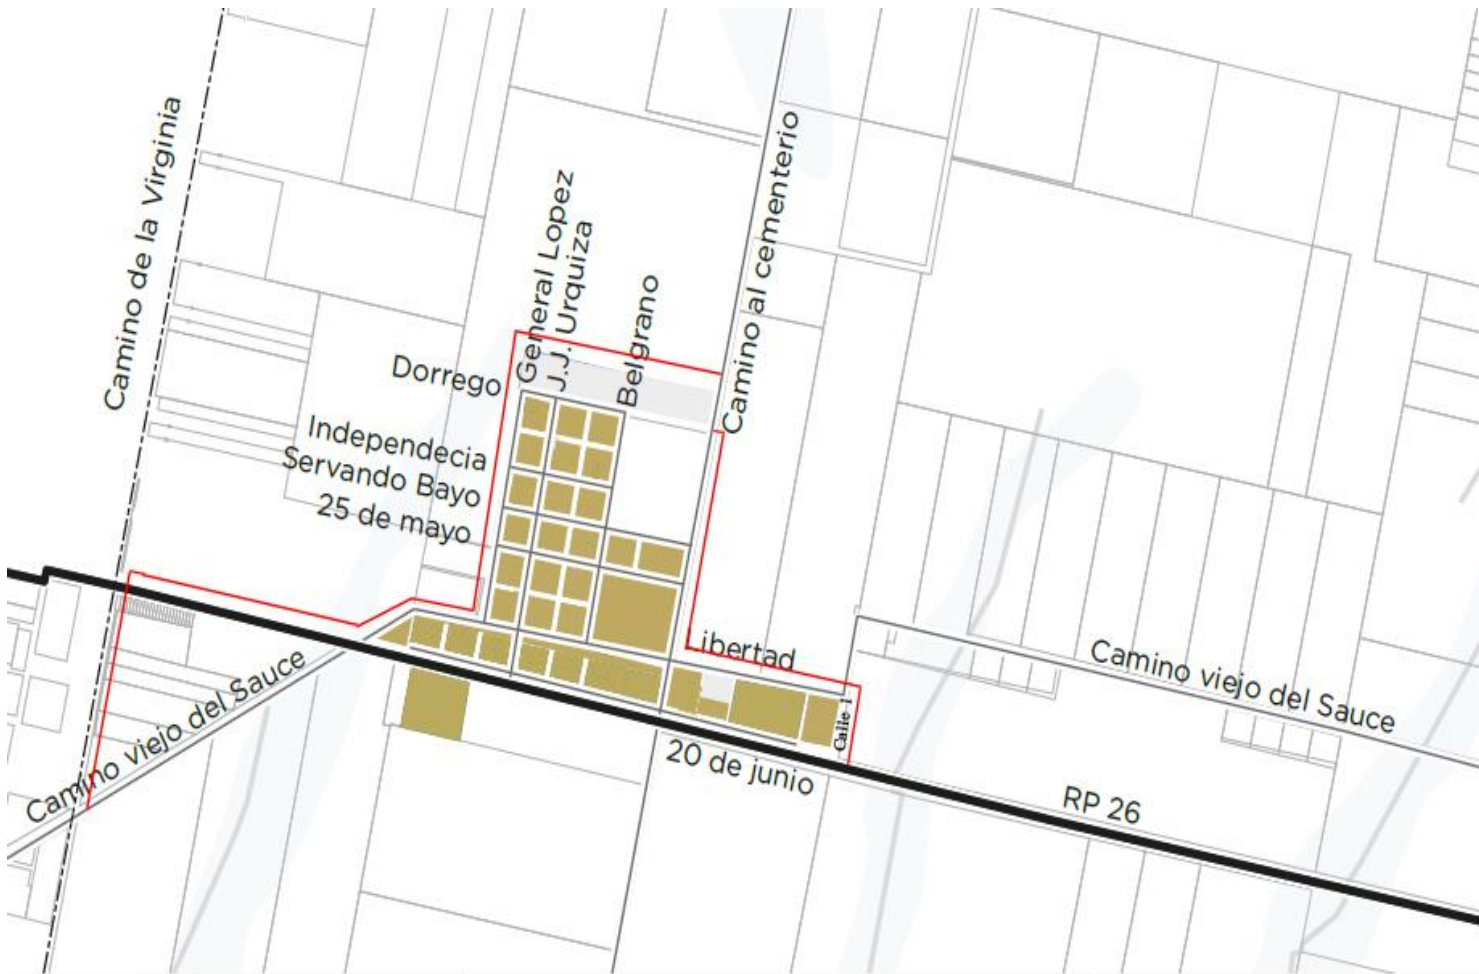 Camino de la Virginia
Camino al cementerio
General Lopez
J.J. Urquiza
Belgrano
Dorrego
Independecia
Servando Bayo
25 de mayo
Libertad
Camino viejo del Sauce
Camino viejo del Sauce
Calle 1
20 de junio
RP 26